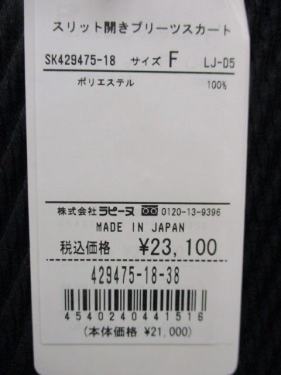 スリット開きプリーツスカート
SK429475-18 サイズ F LJ-D5
ポリエステル 100%
株式会社ラピーヌ 0120-13-9396
MADE IN JAPAN
税込価格 ¥23,100
429475-18-38
4540240441516
(本体価格 ¥21,000)